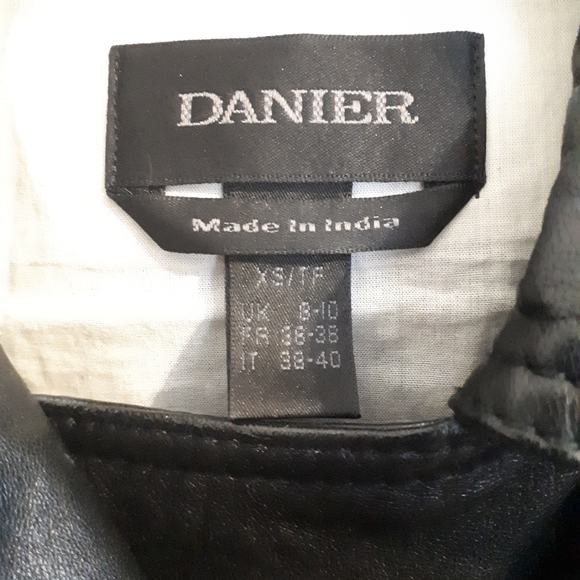 DANIER
Made in India
XS/TP
UK 8-10
FR 36-38
IT 38-40